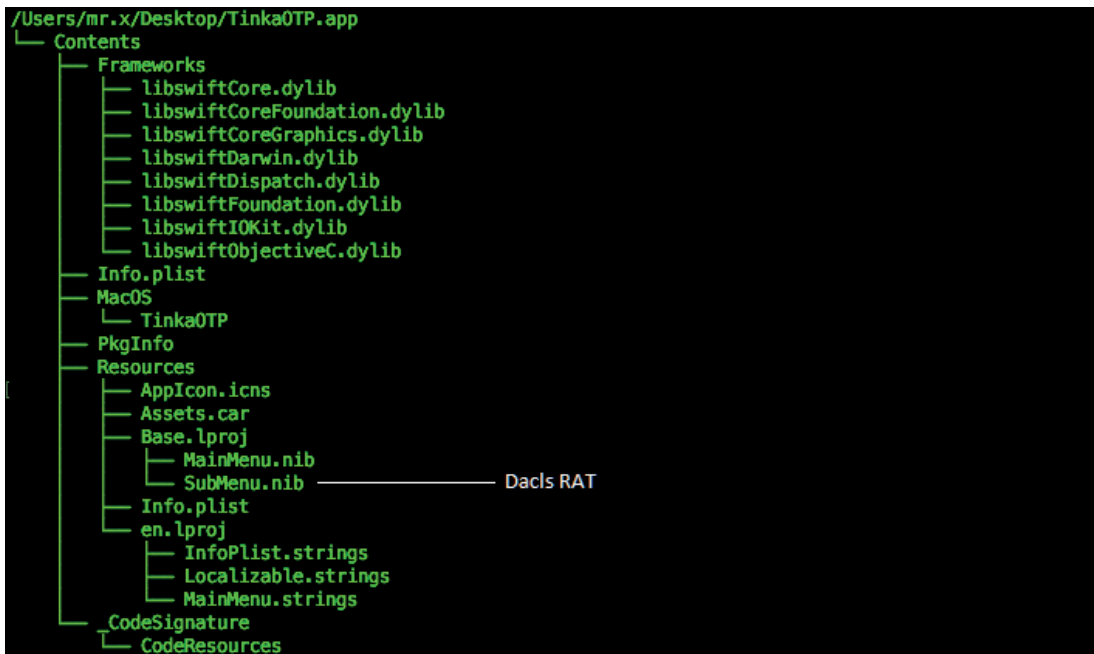 /Users/mr.x/Desktop/TinkaOTP.app
Contents
Frameworks
libswiftCore.dylib
libswiftCoreFoundation.dylib
libswiftCoreGraphics.dylib
libswiftDarwin.dylib
libswiftDispatch.dylib
libswiftFoundation.dylib
libswiftIOKit.dylib
libswiftObjectiveC.dylib
Info.plist
MacOS
TinkaOTP
PkgInfo
Resources
AppIcon.icns
Assets.car
Base.lproj
MainMenu.nib
SubMenu.nib Dacls RAT
Info.plist
en.lproj
InfoPlist.strings
Localizable.strings
MainMenu.strings
_CodeSignature
CodeResources